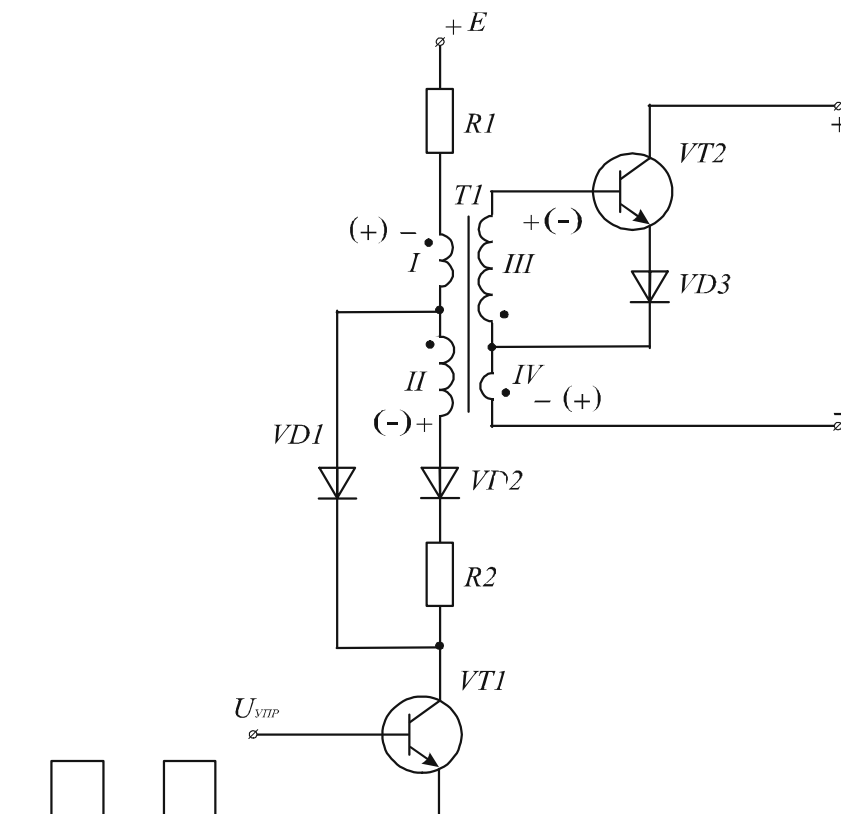 + E
R1
VT2
+
T1
(+) −
+(−)
I
III
VD3
II
IV
− (+)
(−)+
VD1
VD2
−
R2
VT1
Uупр